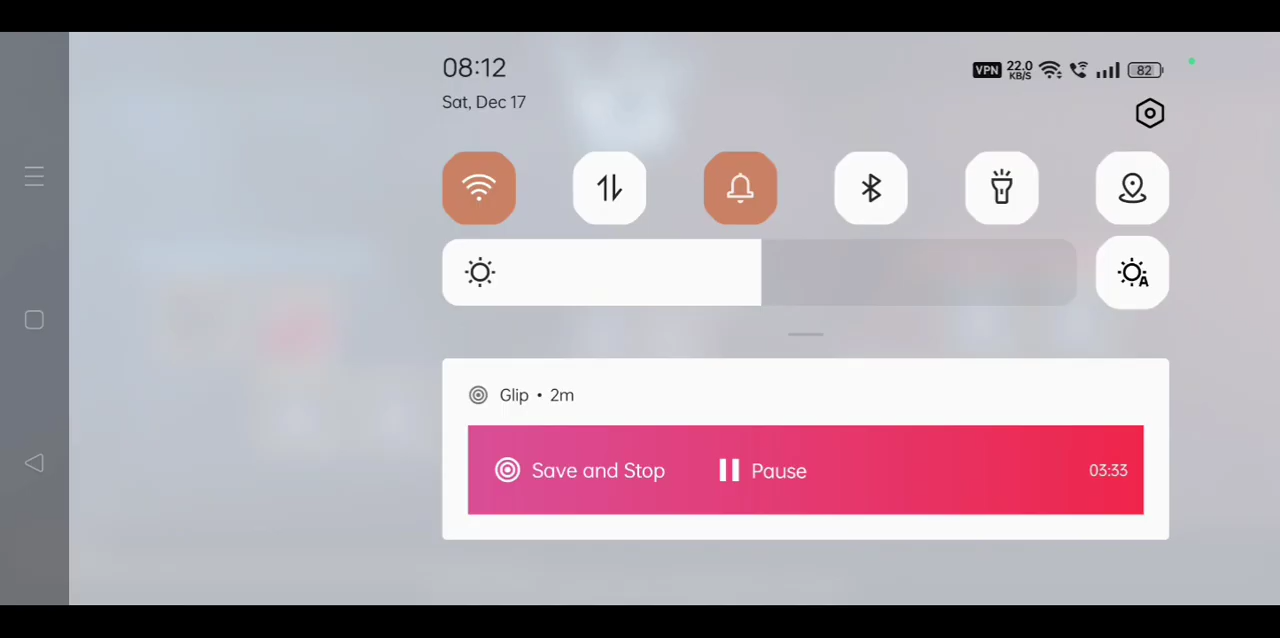 08:12
VPN 22.0 KB/S 82
Sat, Dec 17
A
Glip • 2m
Save and Stop Pause 03:33